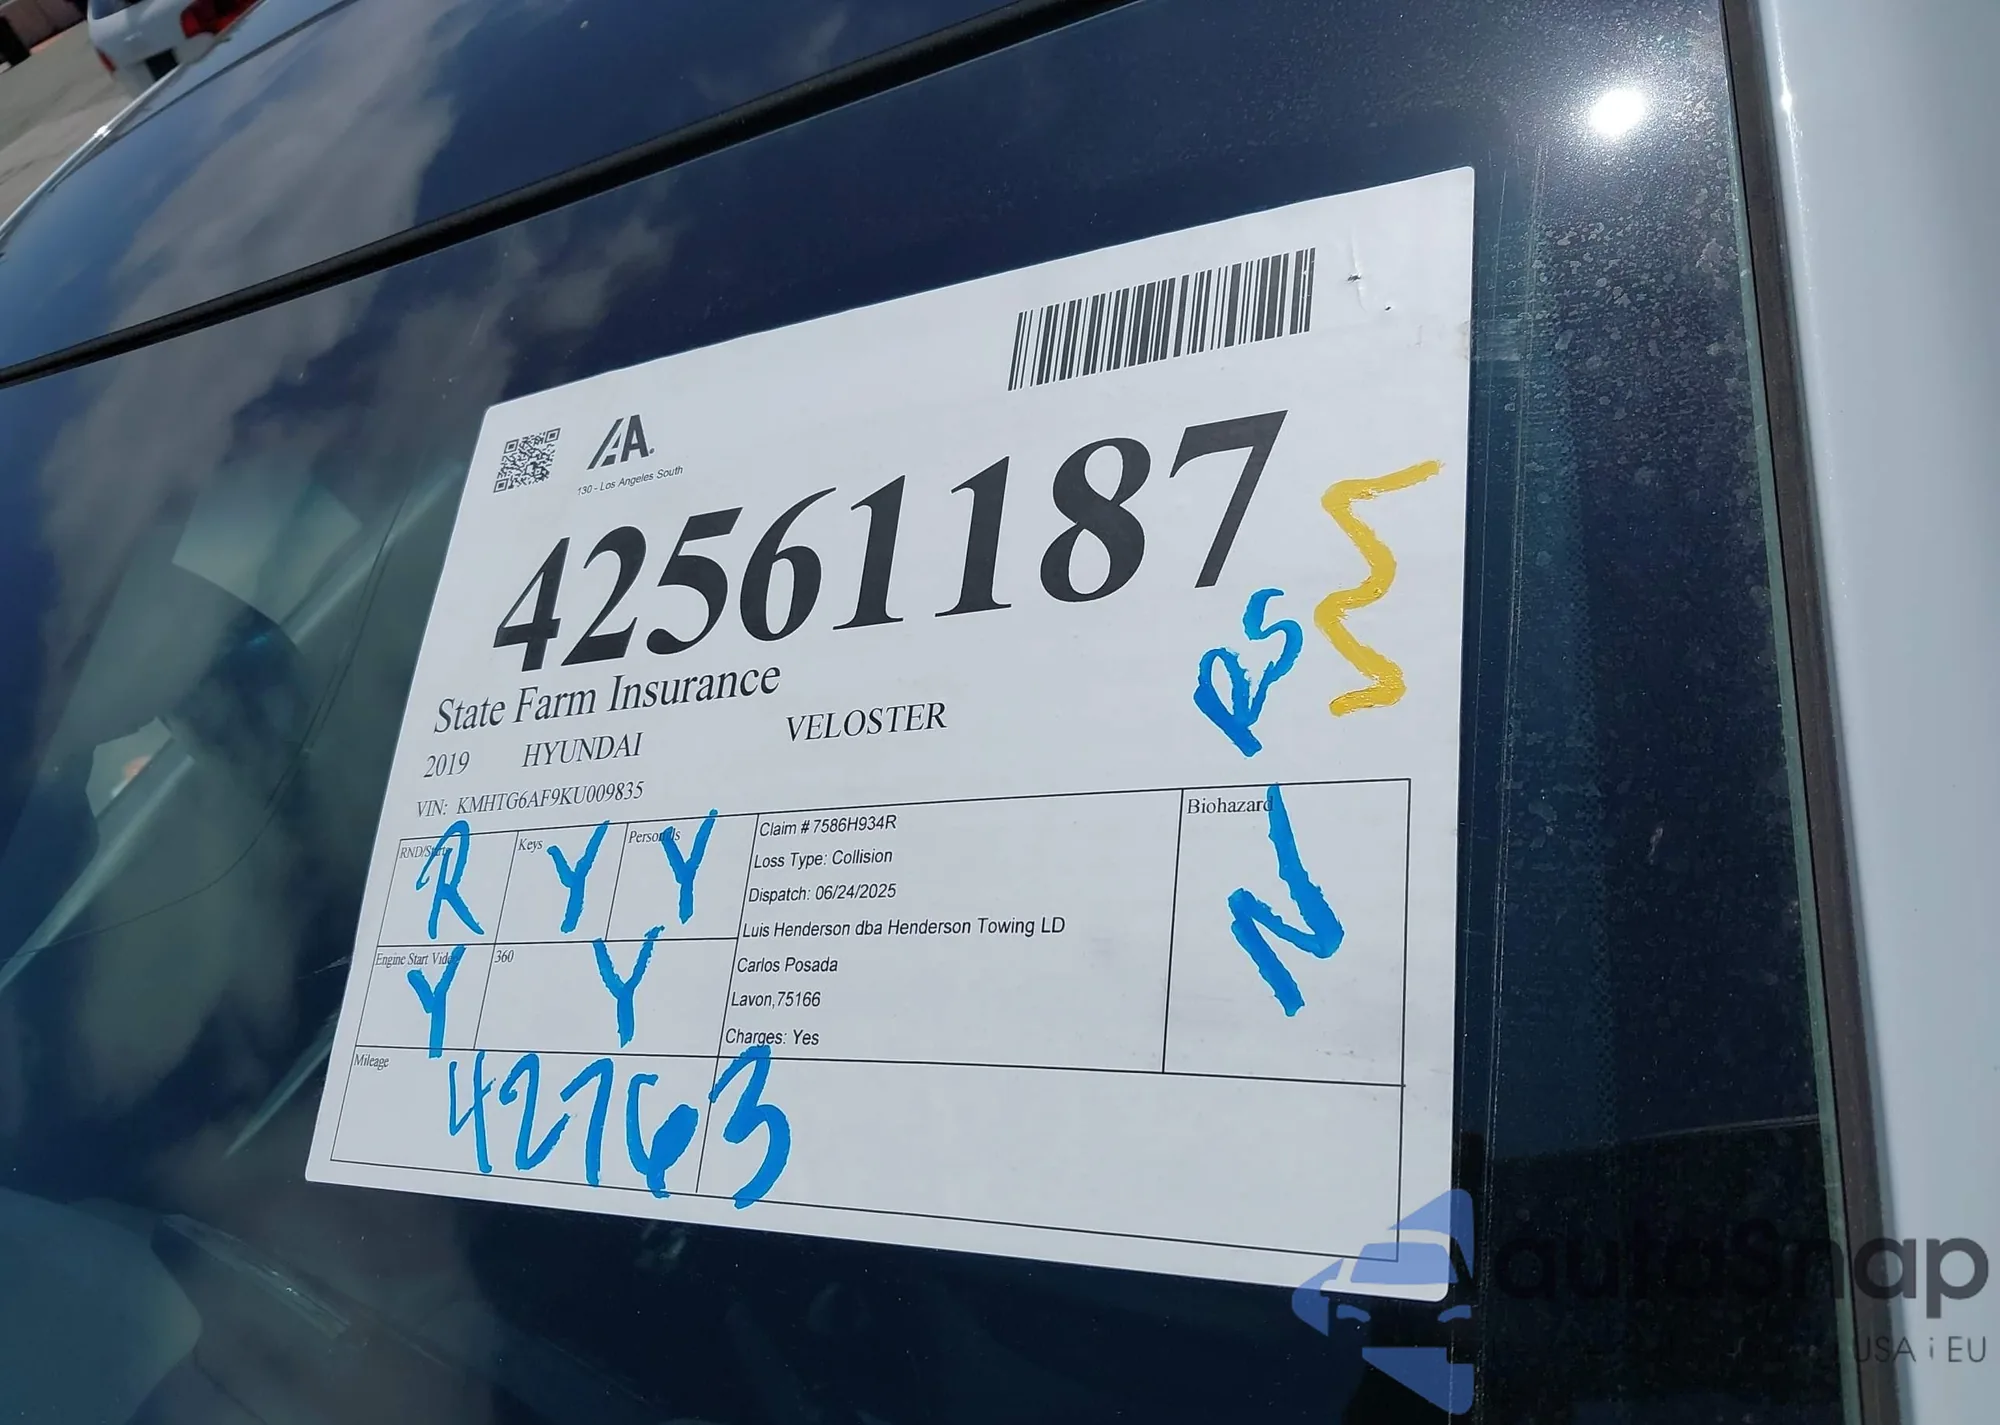 IAA.
130 - Los Angeles South
42561187
State Farm Insurance
2019 HYUNDAI VELOSTER
RS
VIN: KMHTG6AF9KU009835
RND/Start R
Keys Y
Personals Y
Claim # 7586H934R
Loss Type: Collision
Dispatch: 06/24/2025
Luis Henderson dba Henderson Towing LD
Carlos Posada
Lavon,75166
Charges: Yes
Biohazard N
Engine Start Video Y
360 Y
Mileage 42763
autoSnap
USA i EU